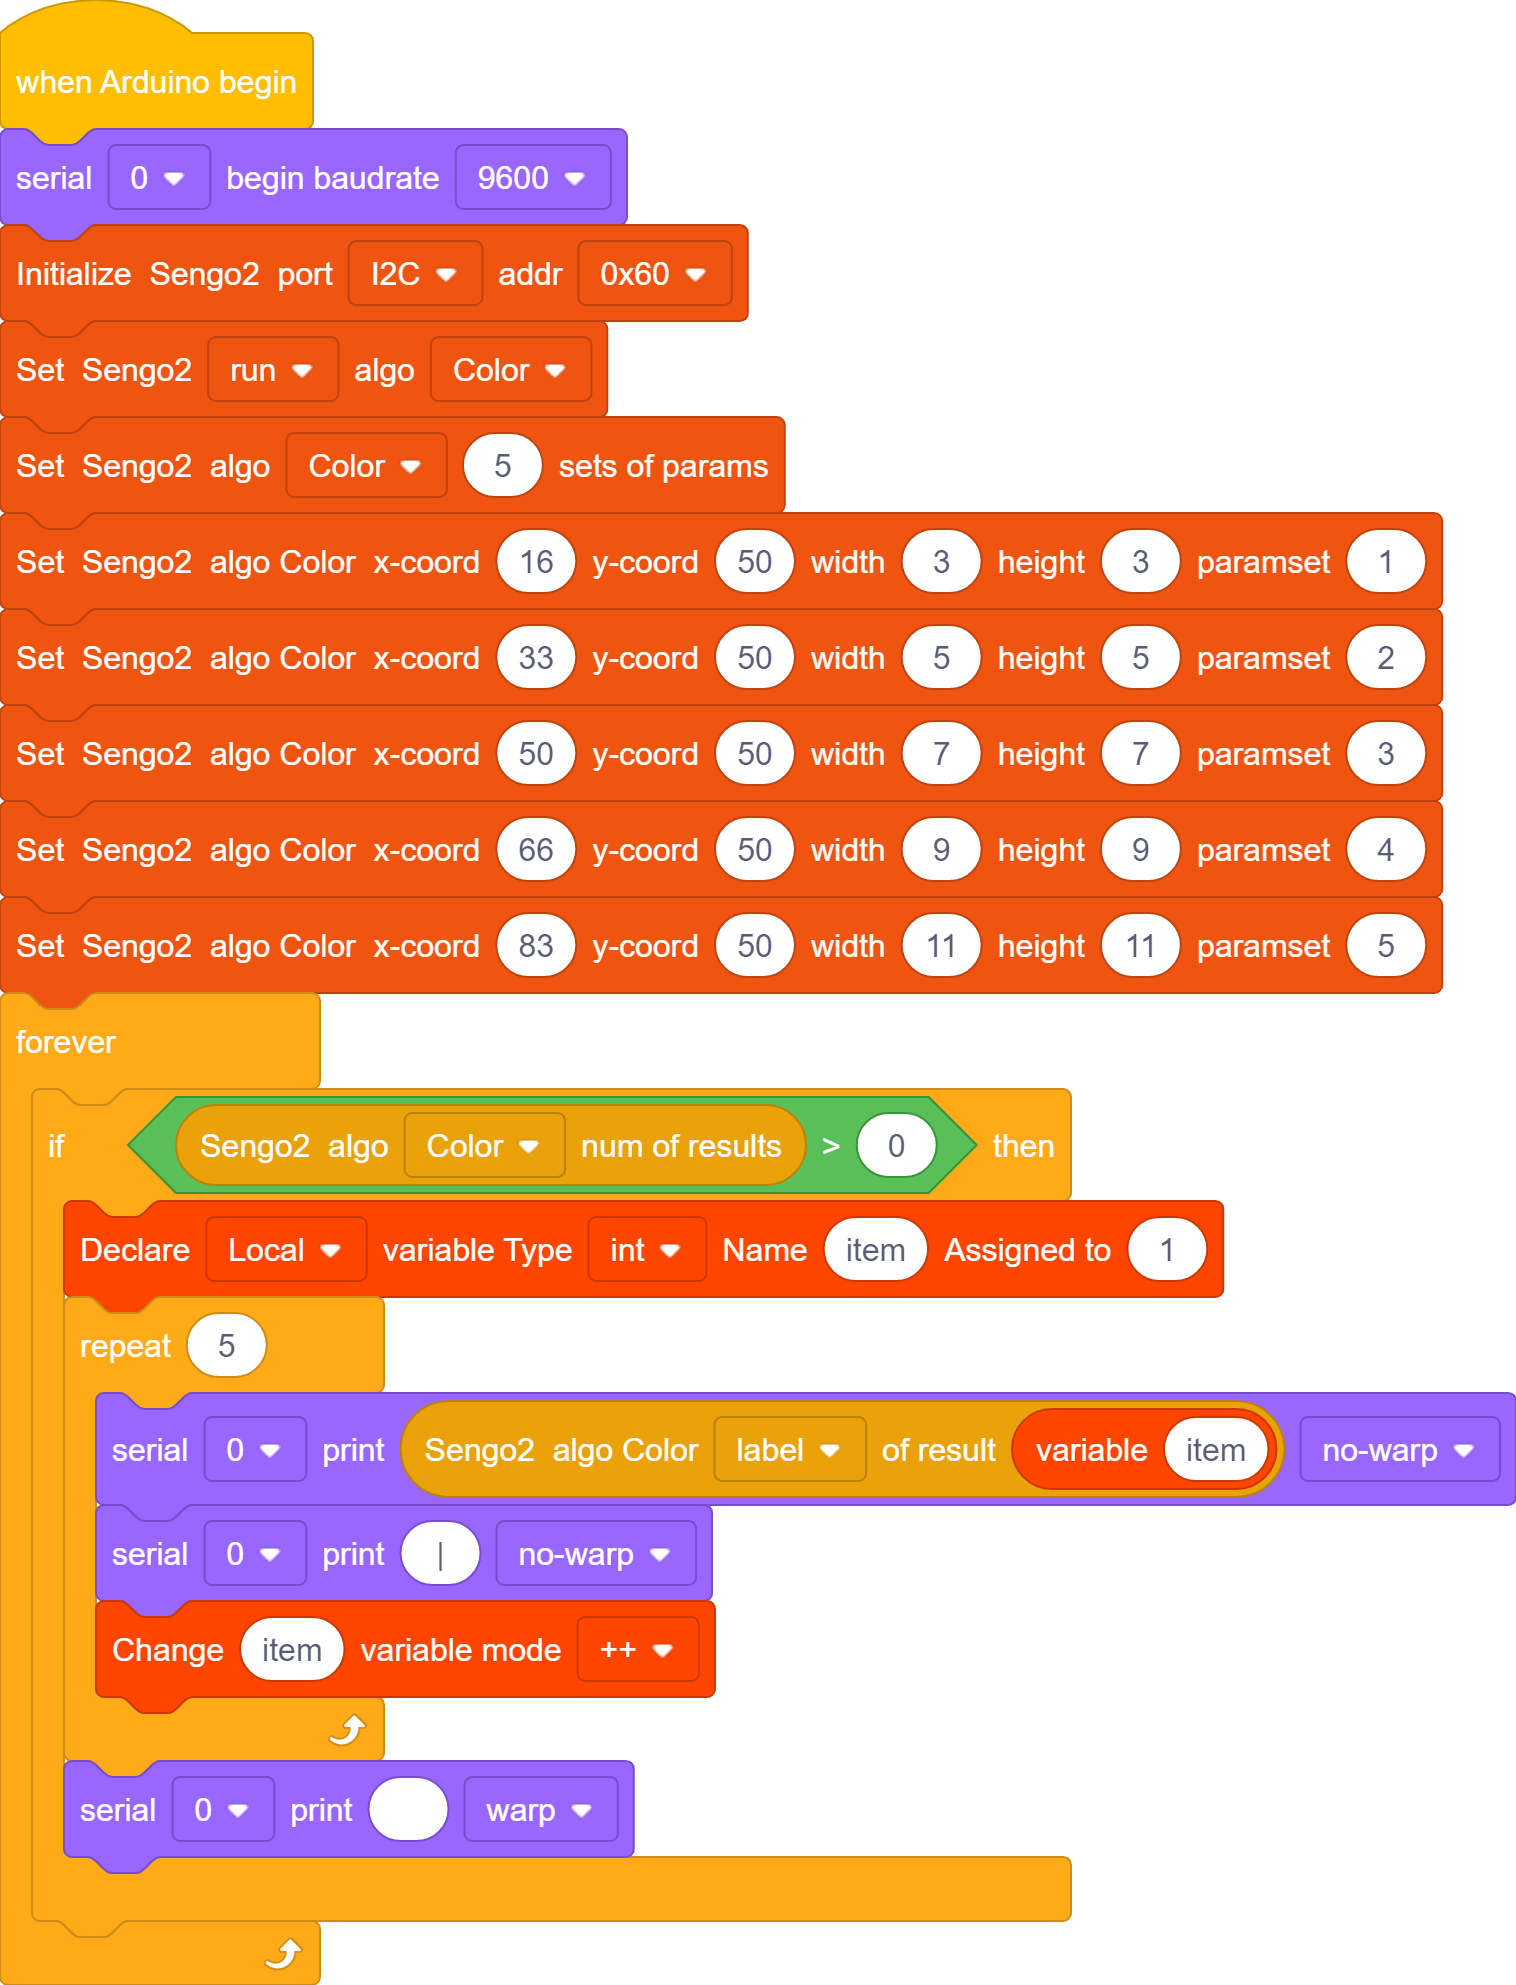 when Arduino begin
serial 0 begin baudrate 9600
Initialize Sengo2 port I2C addr 0x60
Set Sengo2 run algo Color
Set Sengo2 algo Color 5 sets of params
Set Sengo2 algo Color x-coord 16 y-coord 50 width 3 height 3 paramset 1
Set Sengo2 algo Color x-coord 33 y-coord 50 width 5 height 5 paramset 2
Set Sengo2 algo Color x-coord 50 y-coord 50 width 7 height 7 paramset 3
Set Sengo2 algo Color x-coord 66 y-coord 50 width 9 height 9 paramset 4
Set Sengo2 algo Color x-coord 83 y-coord 50 width 11 height 11 paramset 5
forever
if Sengo2 algo Color num of results > 0 then
Declare Local variable Type int Name item Assigned to 1
repeat 5
serial 0 print Sengo2 algo Color label of result variable item no-warp
serial 0 print | no-warp
Change item variable mode ++
serial 0 print warp